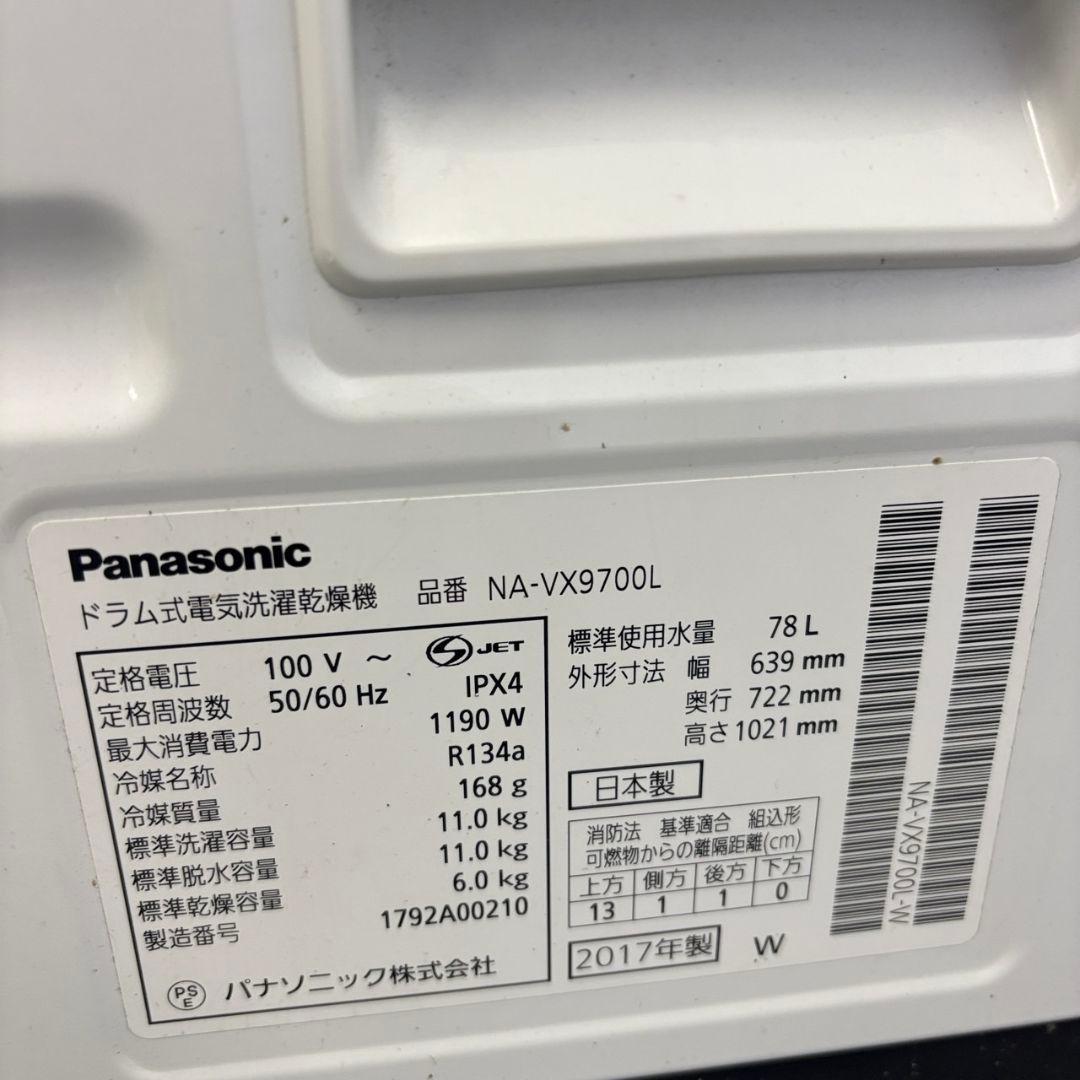 Panasonic
ドラム式電気洗濯乾燥機 品番 NA-VX9700L
定格電圧 100 V ~ S JET
定格周波数 50/60 Hz IPX4
最大消費電力 1190 W
冷媒名称 R134a
冷媒質量 168 g
標準洗濯容量 11.0 kg
標準脱水容量 11.0 kg
標準乾燥容量 6.0 kg
製造番号 1792A00210
PS E パナソニック株式会社
標準使用水量 78 L
外形寸法 幅 639 mm
奥行 722 mm
高さ 1021 mm
日本製
消防法 基準適合 組込形
可燃物からの離隔距離(cm)
上方 側方 後方 下方
13 1 1 0
2017年製 W
NA-VX9700L-W